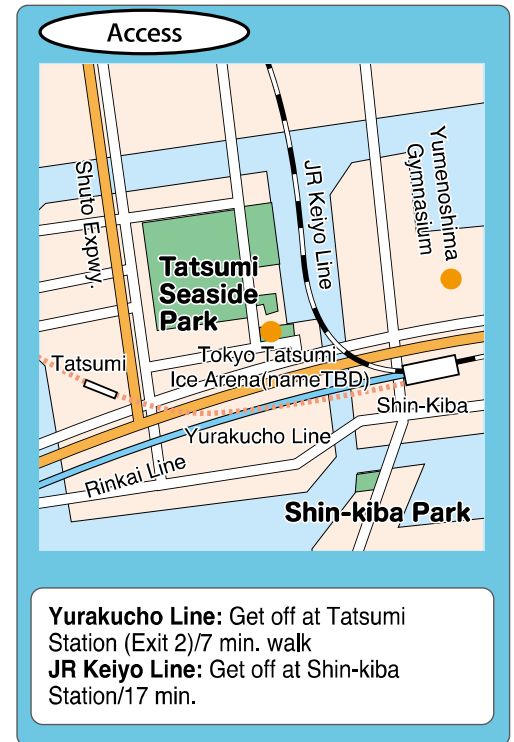 Access
Shuto Expwy.
JR Keiyo Line
Yumenoshima
Gymnasium
Tatsumi
Seaside
Park
Tatsumi
Tokyo Tatsumi
Ice Arena(nameTBD)
Shin-Kiba
Yurakucho Line
Rinkai Line
Shin-kiba Park
Yurakucho Line: Get off at Tatsumi
Station (Exit 2)/7 min. walk
JR Keiyo Line: Get off at Shin-kiba
Station/17 min.